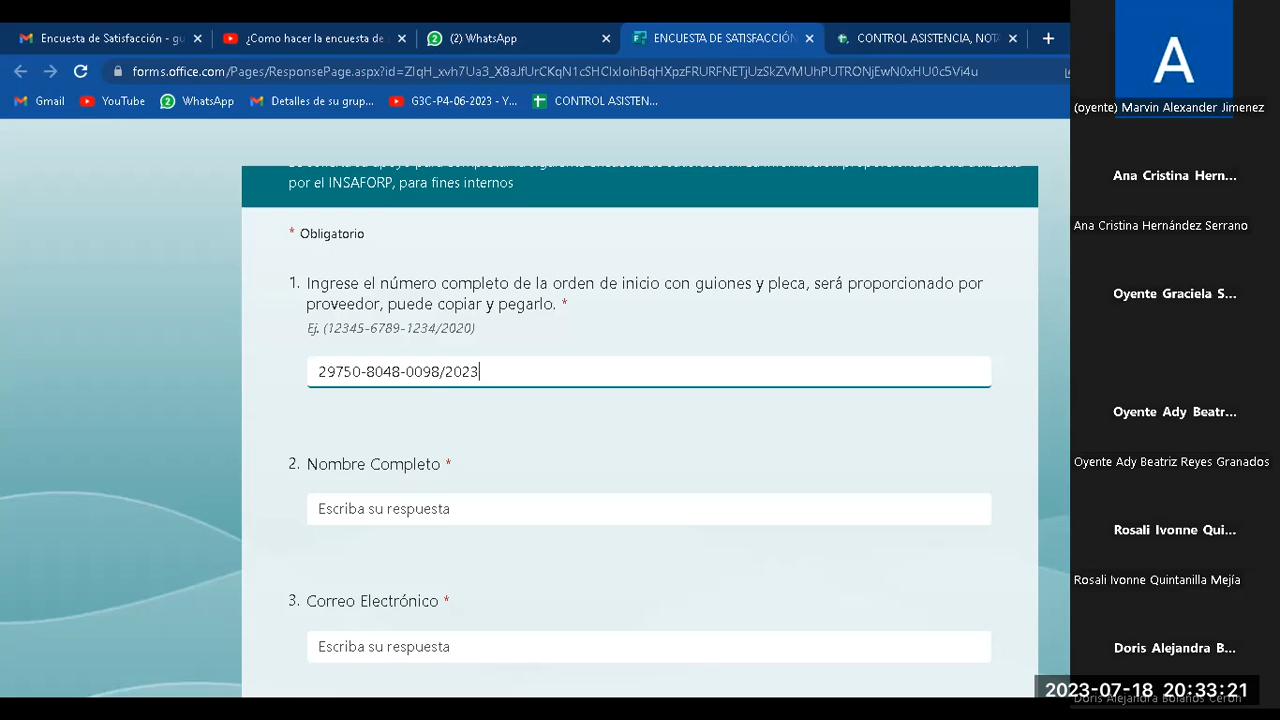 Encuesta de Satisfacción - gu
¿Como hacer la encuesta de
(2) WhatsApp
ENCUESTA DE SATISFACCIÓN
CONTROL ASISTENCIA, NOTA
forms.office.com/Pages/ResponsePage.aspx?id=
Gmail
YouTube
WhatsApp
Detalles de su grup...
G3C-P4-06-2023 - Y...
CONTROL ASISTEN...
por el INSAFORP, para fines internos
* Obligatorio
1. Ingrese el número completo de la orden de inicio con guiones y pleca, será proporcionado por
proveedor, puede copiar y pegarlo. *
Ej. (12345-6789-1234/2020)
29750-8048-0098/2023
2. Nombre Completo *
Escriba su respuesta
3. Correo Electrónico *
Escriba su respuesta
A
(oyente) Marvin Alexander Jimenez
Ana Cristina Hern...
Ana Cristina Hernández Serrano
Oyente Graciela S...
Oyente Ady Beatr...
Oyente Ady Beatriz Reyes Granados
Rosali Ivonne Qui...
Rosali Ivonne Quintanilla Mejía
Doris Alejandra B...
2023-07-18 20:33:21